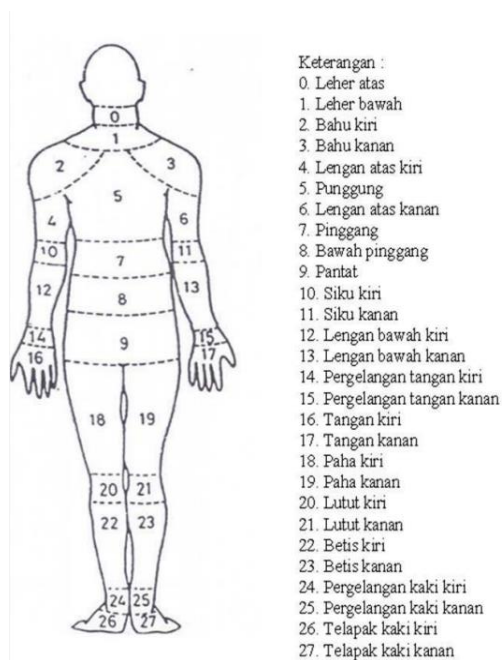 0
1
2
3
5
4
6
10
11
7
12
13
8
14
15
9
16
17
18
19
20
21
22
23
24
25
26
27
Keterangan :
0. Leher atas
1. Leher bawah
2. Bahu kiri
3. Bahu kanan
4. Lengan atas kiri
5. Punggung
6. Lengan atas kanan
7. Pinggang
8. Bawah pinggang
9. Pantat
10. Siku kiri
11. Siku kanan
12. Lengan bawah kiri
13. Lengan bawah kanan
14. Pergelangan tangan kiri
15. Pergelangan tangan kanan
16. Tangan kiri
17. Tangan kanan
18. Paha kiri
19. Paha kanan
20. Lutut kiri
21. Lutut kanan
22. Betis kiri
23. Betis kanan
24. Pergelangan kaki kiri
25. Pergelangan kaki kanan
26. Telapak kaki kiri
27. Telapak kaki kanan